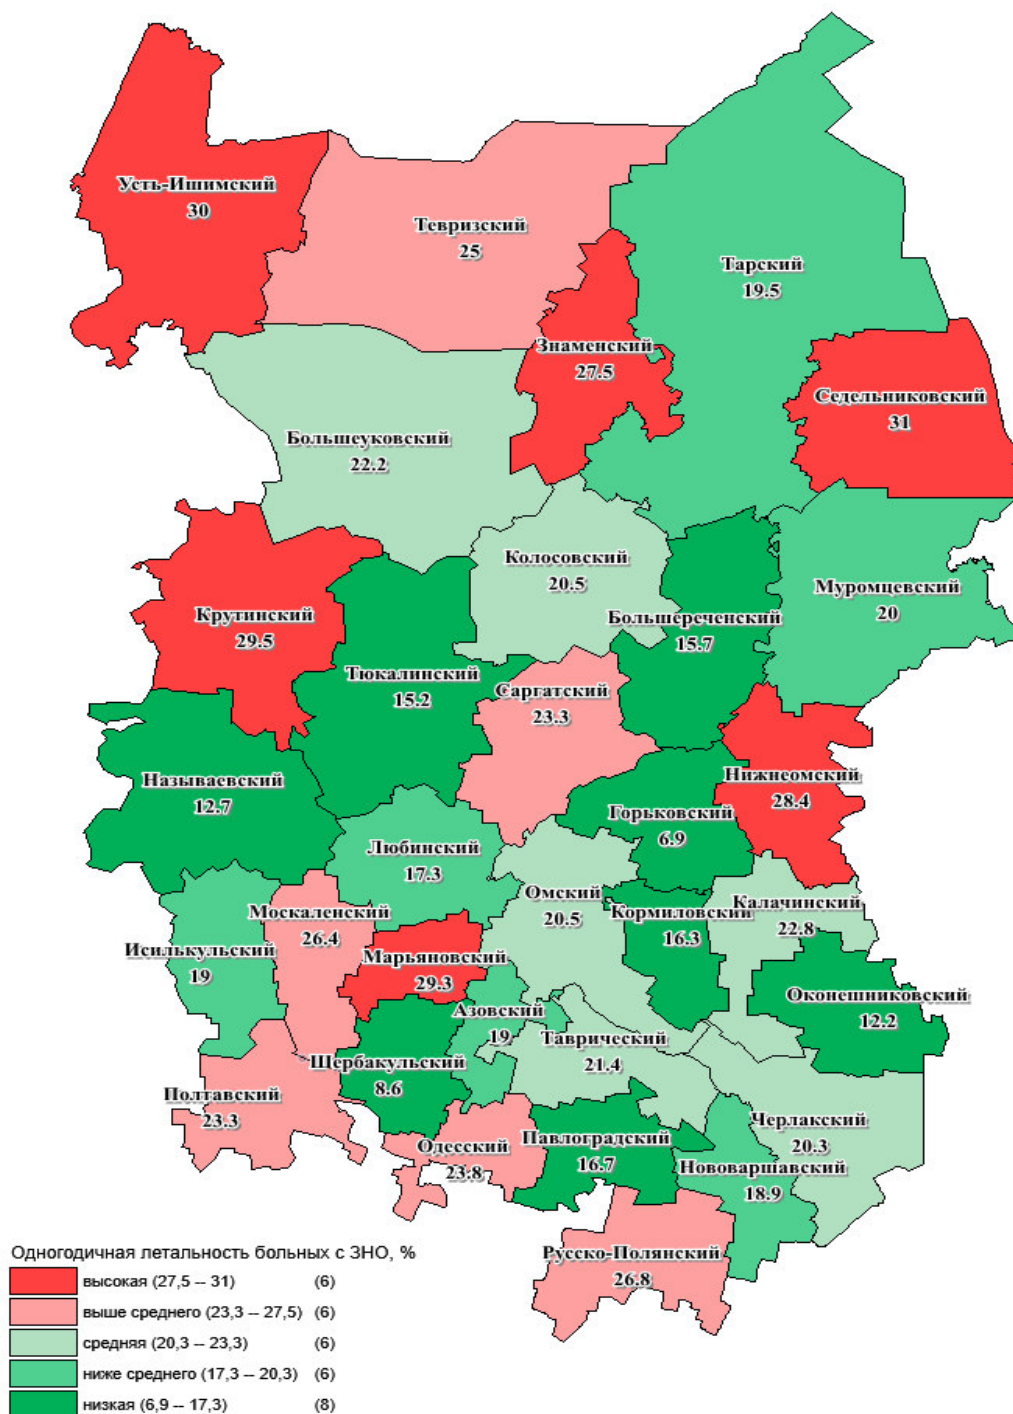 Усть-Ишимский
30
Тевризский
25
Тарский
19.5
Знаменский
27.5
Седельниковский
31
Большеуковский
22.2
Колосовский
20.5
Муромцевский
20
Крутинский
29.5
Большереченский
15.7
Тюкалинский
15.2
Саргатский
23.3
Называевский
12.7
Нижнеомский
28.4
Горьковский
6.9
Любинский
17.3
Омский
20.5
Кормиловский
16.3
Калачинский
22.8
Москаленский
26.4
Исилькульский
19
Марьяновский
29.3
Оконешниковский
12.2
Азовский
19
Таврический
21.4
Щербакульский
8.6
Полтавский
23.3
Черлакский
20.3
Одесский
23.8
Павлоградский
16.7
Нововаршавский
18.9
Русско-Полянский
26.8
Одногодичная летальность больных с ЗНО, %
высокая (27,5 -- 31) (6)
выше среднего (23,3 -- 27,5) (6)
средняя (20,3 -- 23,3) (6)
ниже среднего (17,3 -- 20,3) (6)
низкая (6,9 -- 17,3) (8)